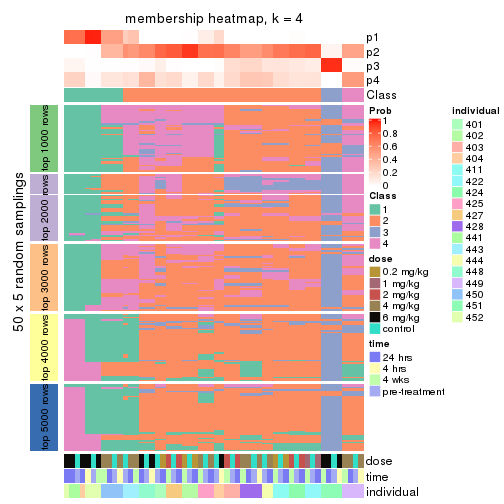 membership heatmap, k = 4
p1
p2
p3
p4
Class
50 x 5 random samplings
top 1000 rows
top 2000 rows
top 3000 rows
top 4000 rows
top 5000 rows
dose
time
individual
Prob
1
0.8
0.6
0.4
0.2
0
Class
1
2
3
4
dose
0.2 mg/kg
1 mg/kg
2 mg/kg
4 mg/kg
6 mg/kg
control
time
24 hrs
4 hrs
4 wks
pre-treatment
individual
401
402
403
404
411
422
424
425
427
428
441
443
444
448
449
450
451
452